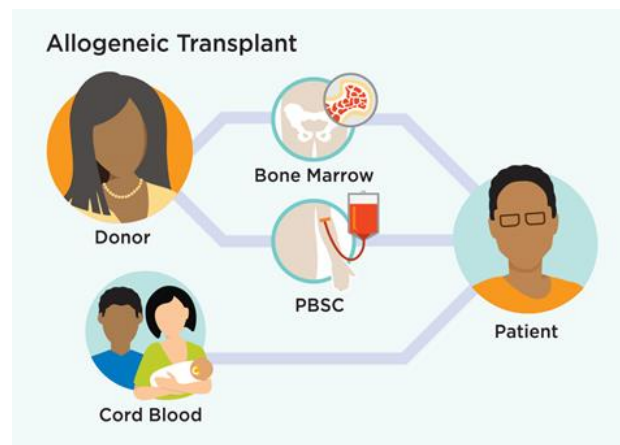 Allogeneic Transplant
Bone Marrow
Donor
PBSC
Patient
Cord Blood